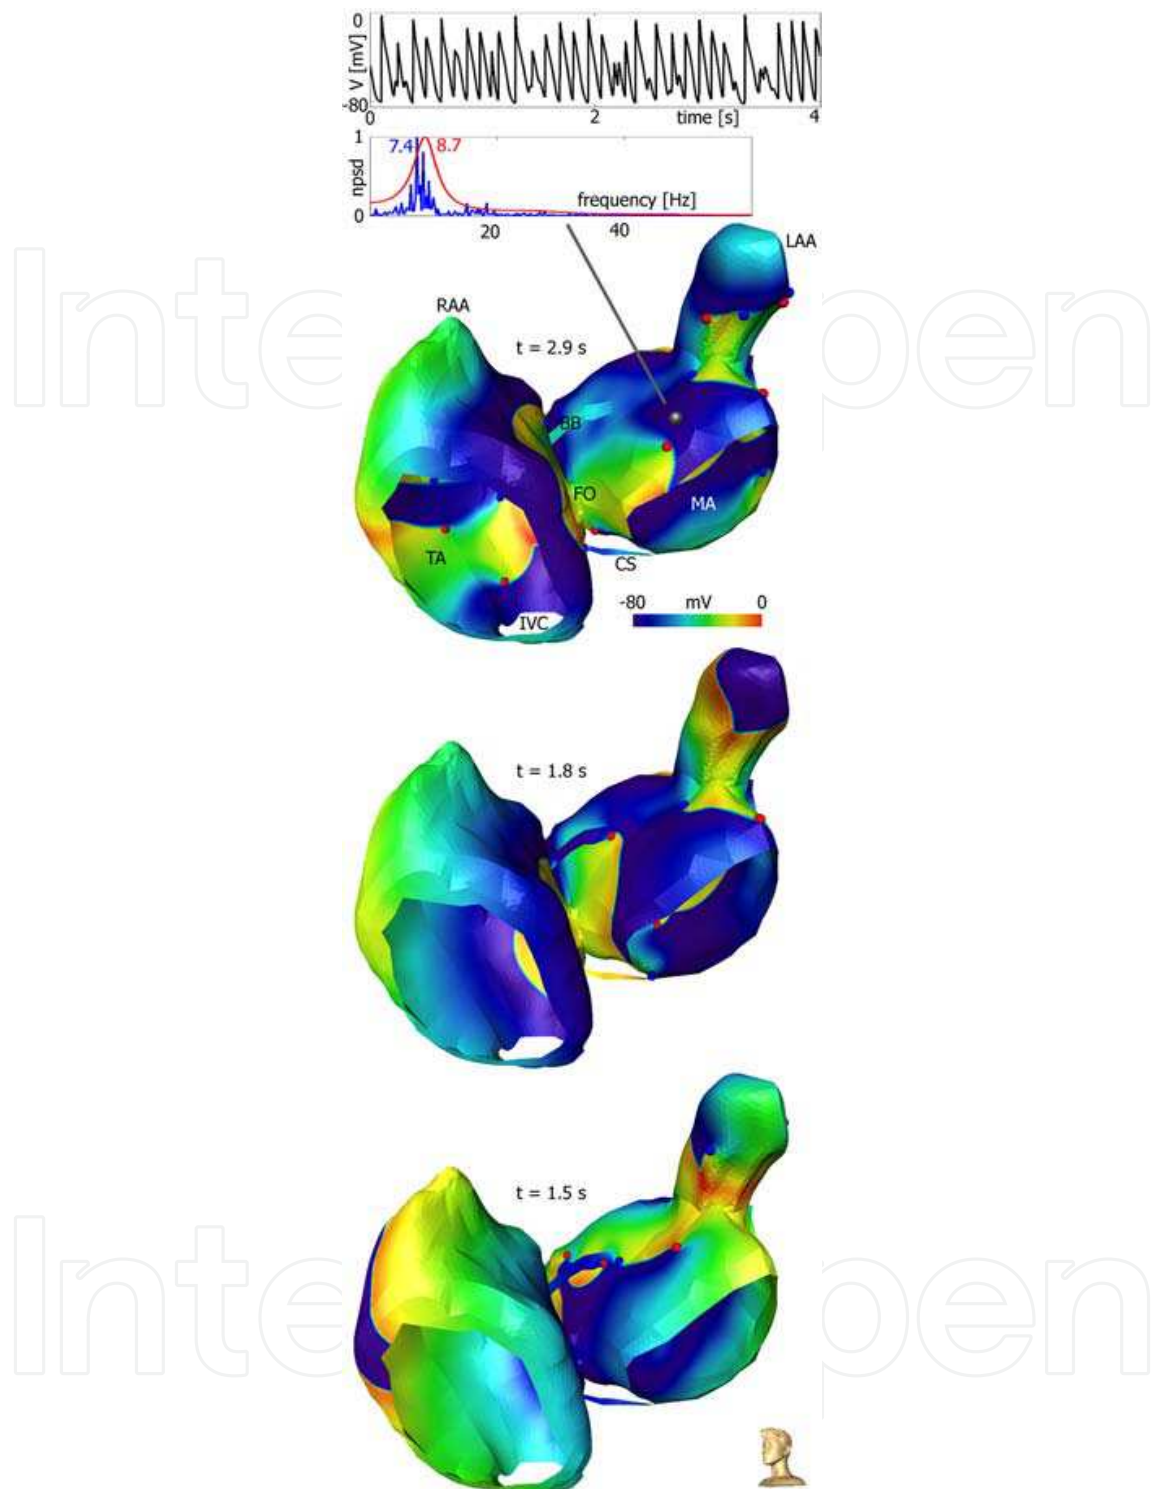 0
V [mV]
-80
0 2 time [s] 4
1
7.4 8.7
npsd
frequency [Hz]
0
20 40
LAA
RAA
t = 2.9 s
BB
FO
MA
TA
CS
-80 mV 0
IVC
t = 1.8 s
t = 1.5 s